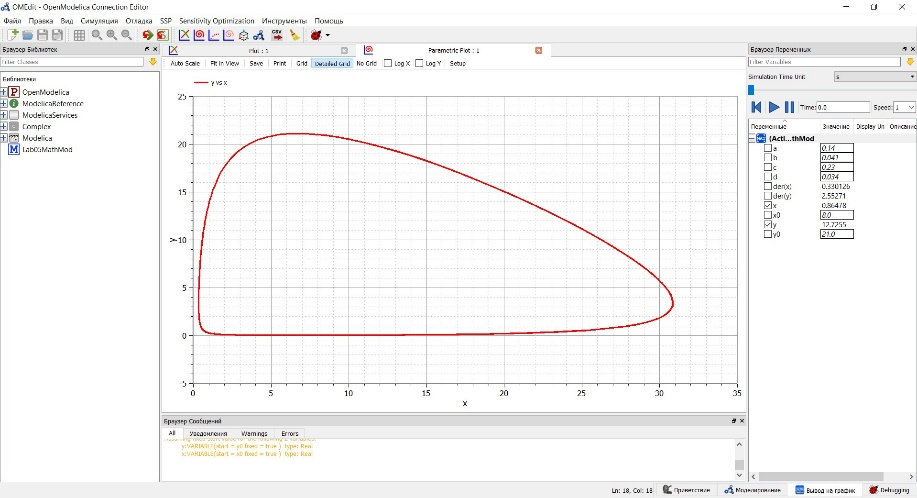 OMEdit - OpenModelica Connection Editor
Файл Правка Вид Симуляция Отладка SSP Sensitivity Optimization Инструменты Помощь
Браузер Библиотек
Filter Classes
Библиотеки
OpenModelica
ModelicaReference
ModelicaServices
Complex
Modelica
Lab05MathMod
Plot : 1
Parametric Plot : 1
Auto Scale Fit in View Save Print Grid Detailed Grid No Grid Log X Log Y Setup
y vs x
25
20
15
10
5
0
-5
y
0 5 10 15 20 25 30 35
x
Браузер Сообщений
All Уведомления Warnings Errors
y:VARIABLE(start = y0 fixed = true ) type: Real
x:VARIABLE(start = x0 fixed = true ) type: Real
Браузер Переменных
Filter Variables
Simulation Time Unit s
Time: 0.0 Speed: 1
Переменные Значение Display Un Описание
(Acti...thMod
a 0.14
b 0.041
c 0.23
d 0.034
der(x) 0.330126
der(y) 2.55271
x 0.86478
x0 8.0
y 12.7255
y0 21.0
Ln: 18, Col: 18 Приветствие Моделирование Вывод на график Debugging